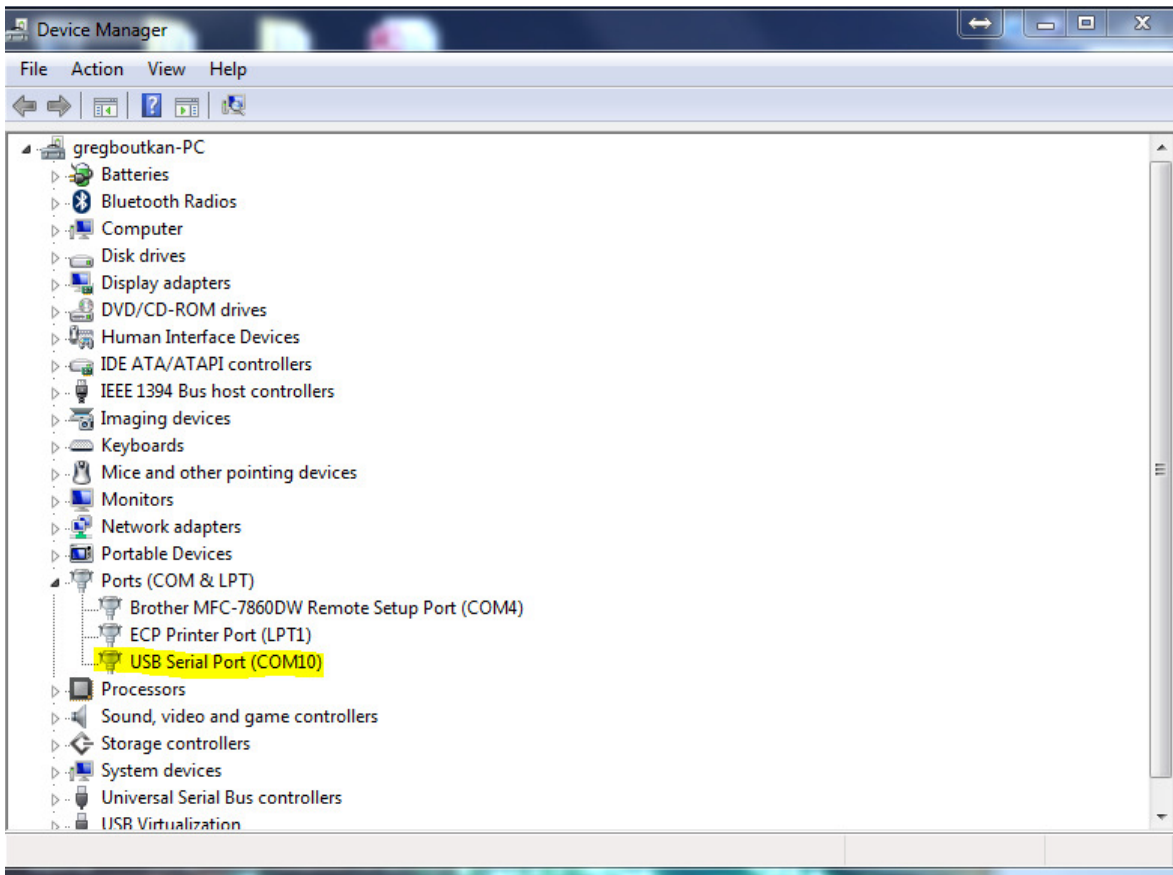 Device Manager
File Action View Help
gregboutkan-PC
Batteries
Bluetooth Radios
Computer
Disk drives
Display adapters
DVD/CD-ROM drives
Human Interface Devices
IDE ATA/ATAPI controllers
IEEE 1394 Bus host controllers
Imaging devices
Keyboards
Mice and other pointing devices
Monitors
Network adapters
Portable Devices
Ports (COM & LPT)
Brother MFC-7860DW Remote Setup Port (COM4)
ECP Printer Port (LPT1)
USB Serial Port (COM10)
Processors
Sound, video and game controllers
Storage controllers
System devices
Universal Serial Bus controllers
USB Virtualization